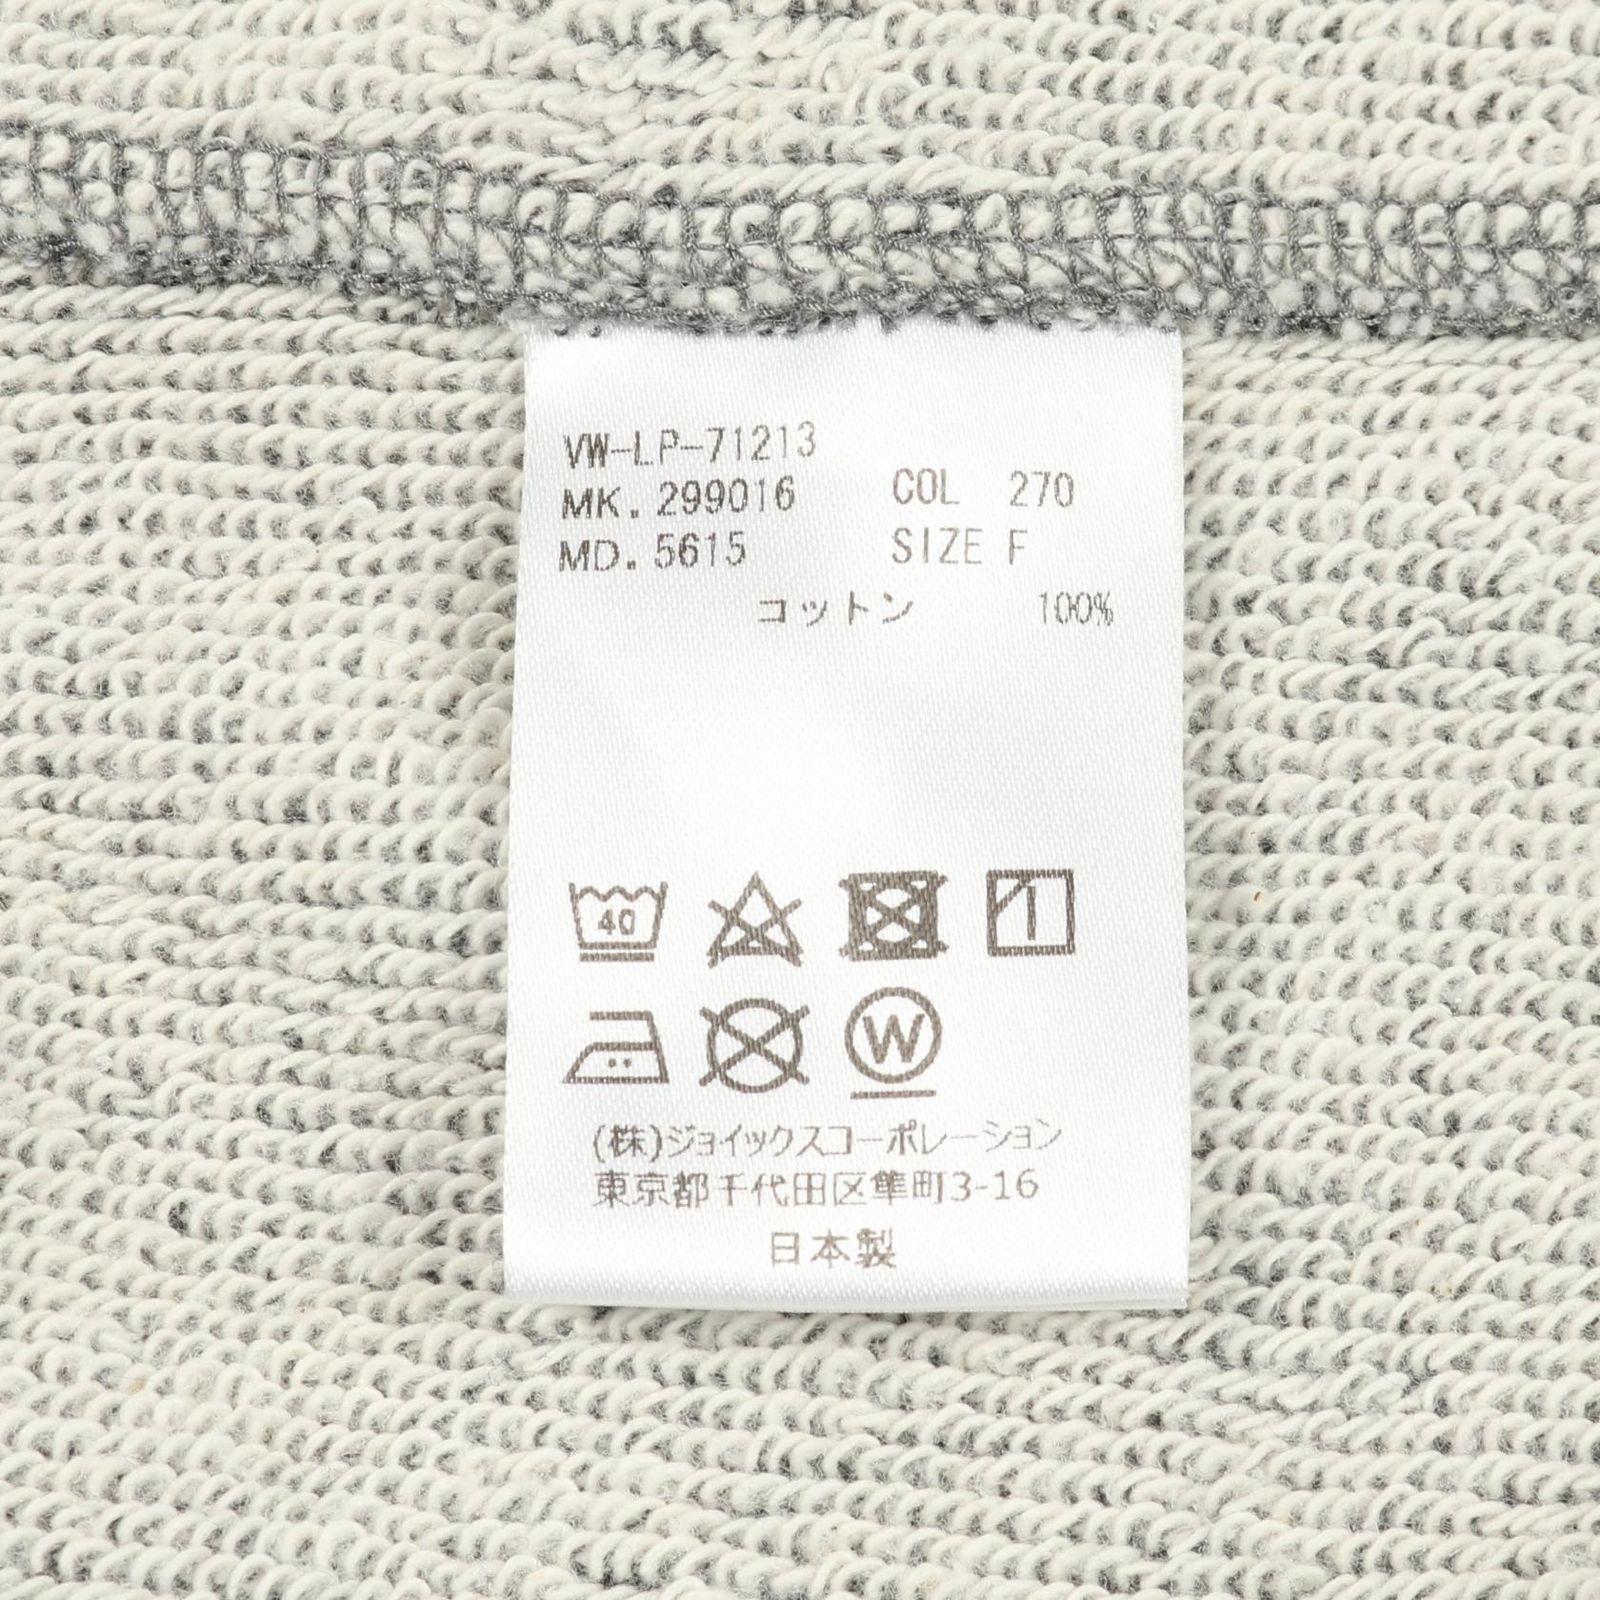 VW-LP-71213
MK. 299016 COL 270
MD. 5615 SIZE F
コットン 100%
40
W
(株)ジョイックスコーポレーション
東京都千代田区隼町3-16
日本製